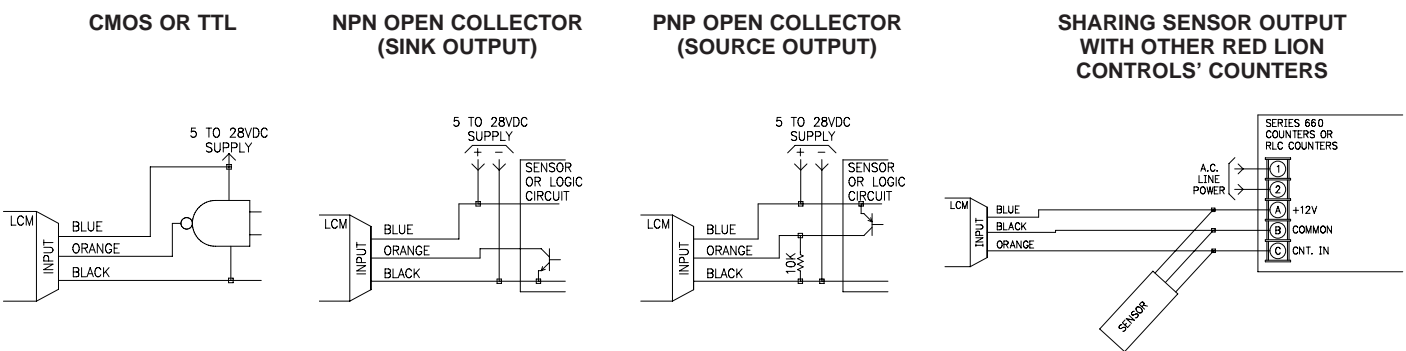 CMOS OR TTL
5 TO 28VDC
SUPPLY
LCM
INPUT
BLUE
ORANGE
BLACK
NPN OPEN COLLECTOR
(SINK OUTPUT)
5 TO 28VDC
SUPPLY
+ -
SENSOR
OR LOGIC
CIRCUIT
LCM
INPUT
BLUE
ORANGE
BLACK
PNP OPEN COLLECTOR
(SOURCE OUTPUT)
5 TO 28VDC
SUPPLY
+ -
SENSOR
OR LOGIC
CIRCUIT
LCM
INPUT
BLUE
ORANGE
BLACK
10K
SHARING SENSOR OUTPUT
WITH OTHER RED LION
CONTROLS' COUNTERS
SERIES 660
COUNTERS OR
RLC COUNTERS
A.C.
LINE
POWER
1
2
A +12V
B COMMON
C CNT. IN
LCM
INPUT
BLUE
BLACK
ORANGE
SENSOR